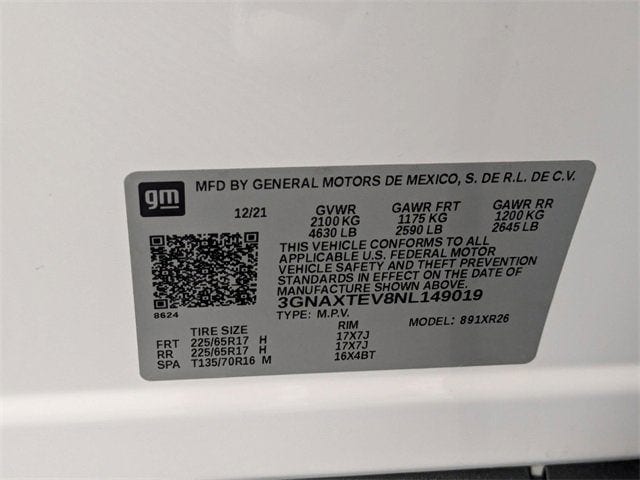 gm MFD BY GENERAL MOTORS DE MEXICO, S. DE R.L. DE C.V.
12/21 GVWR GAWR FRT GAWR RR
2100 KG 1175 KG 1200 KG
4630 LB 2590 LB 2645 LB
THIS VEHICLE CONFORMS TO ALL
APPLICABLE U.S. FEDERAL MOTOR
VEHICLE SAFETY AND THEFT PREVENTION
STANDARDS IN EFFECT ON THE DATE OF
MANUFACTURE SHOWN ABOVE.
3GNAXTEV8NL149019
8624 TYPE: M.P.V. MODEL: 891XR26
TIRE SIZE RIM
FRT 225/65R17 H 17X7J
RR 225/65R17 H 17X7J
SPA T135/70R16 M 16X4BT